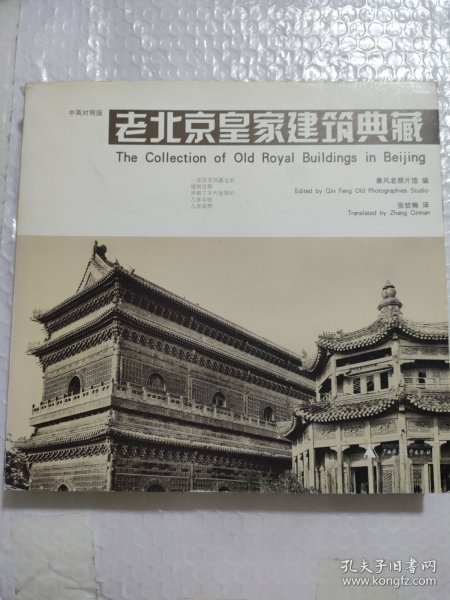 中英对照版
老北京皇家建筑典藏
The Collection of Old Royal Buildings in Beijing
秦风老照片馆 编
Edited by Qin Feng Old Photographies Studio
张钦楠 译
Translated by Zhang Qinnan
孔夫子旧书网
www.kongfz.com